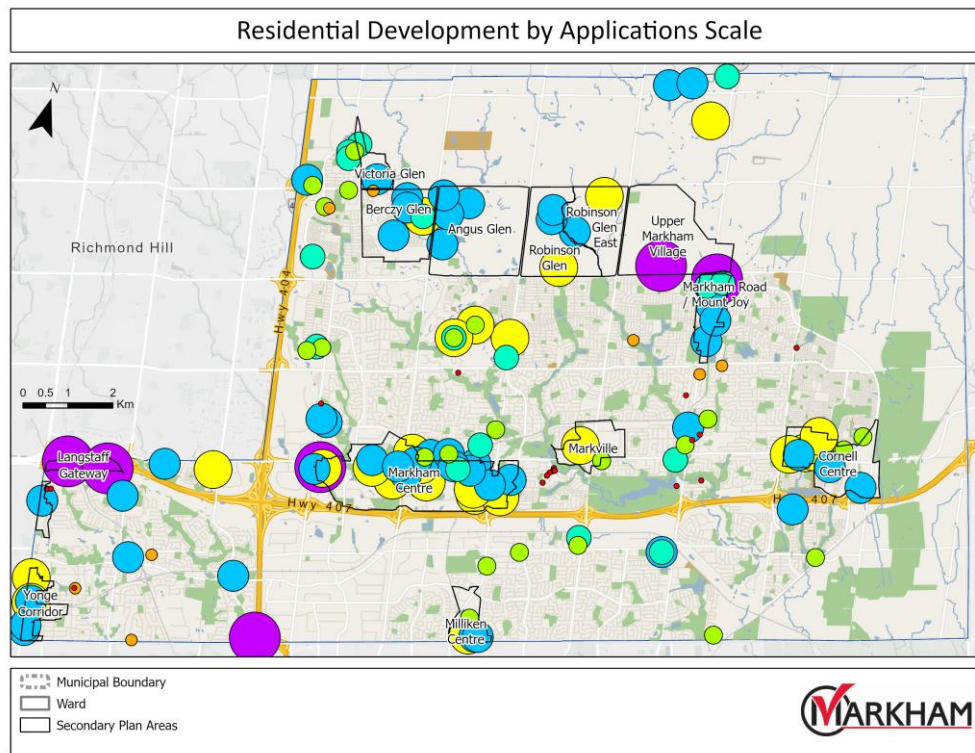 Residential Development by Applications Scale
N
Victoria Glen
Berczy Glen
Angus Glen
Robinson
Glen
East
Robinson
Glen
Upper
Markham
Village
Richmond Hill
Markham Road
/ Mount Joy
Hwy 404
0 0.5 1 2
Km
Langstaff
Gateway
Markham
Centre
Markville
Cornell
Centre
Hwy 407
407
Yonge
Corridor
Milliken
Centre
Municipal Boundary
Ward
Secondary Plan Areas
MARKHAM